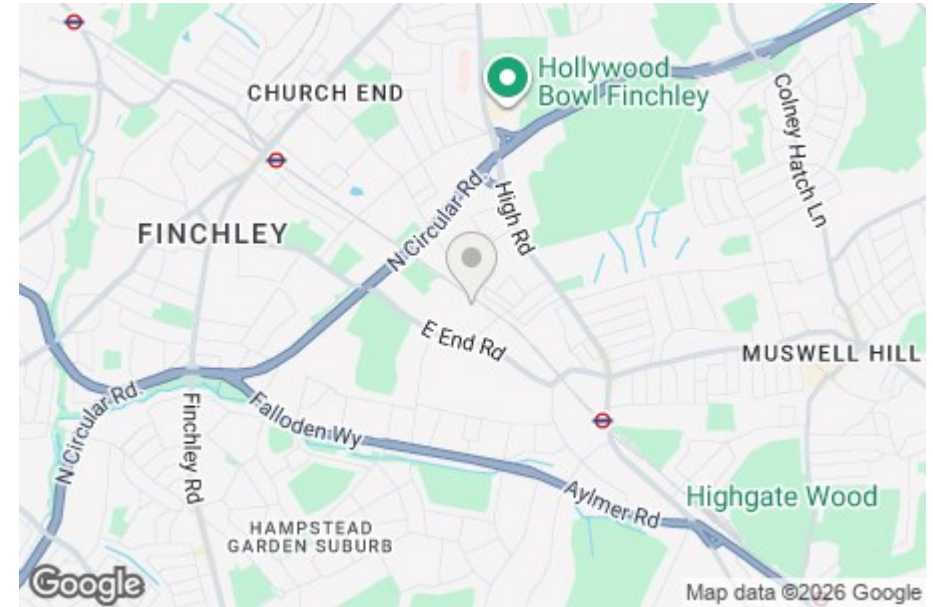 CHURCH END
Hollywood
Bowl Finchley
Colney Hatch Ln
N Circular Rd.
High Rd
FINCHLEY
E End Rd
MUSWELL HILL
N Circular Rd.
Finchley Rd
Falloden Wy
Aylmer Rd
Highgate Wood
HAMPSTEAD
GARDEN SUBURB
Google
Map data ©2026 Google